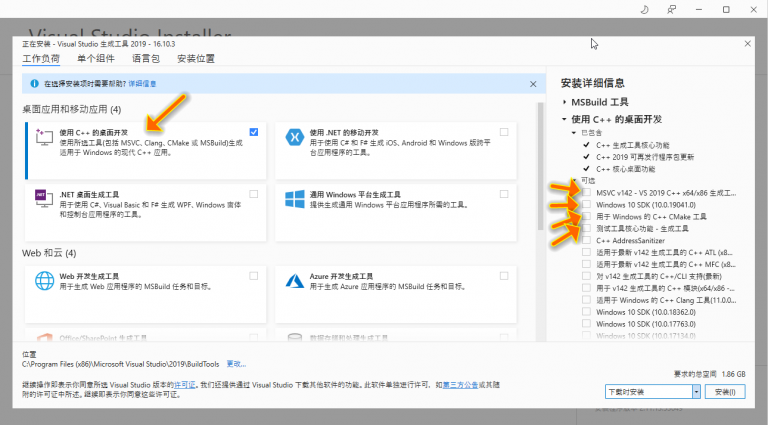 Visual Studio Installer
正在安装 - Visual Studio 生成工具 2019 - 16.10.3
工作负荷 单个组件 语言包 安装位置
在选择安装项时需要帮助? 详细信息
桌面应用和移动应用 (4)
使用 C++ 的桌面开发
使用所选工具(包括 MSVC、Clang、CMake 或 MSBuild)生成
适用于 Windows 的现代 C++ 应用。
使用 .NET 的移动开发
用于使用 C# 和 F# 生成 iOS、Android 和 Windows 版跨平
台应用程序的工具。
.NET 桌面生成工具
用于使用 C#、Visual Basic 和 F# 生成 WPF、Windows 窗体
和控制台应用程序的工具。
通用 Windows 平台生成工具
提供生成通用 Windows 平台应用程序所需的工具。
Web 和云 (4)
Web 开发生成工具
用于生成 Web 应用程序的 MSBuild 任务和目标。
Azure 开发生成工具
用于生成 Azure 应用程序的 MSBuild 任务和目标。
Office/SharePoint 生成工具
数据存储和处理生成工具
位置
C:\Program Files (x86)\Microsoft Visual Studio\2019\BuildTools 更改...
继续操作即表示你同意所选 Visual Studio 版本的许可证。我们还提供通过 Visual Studio 下载其他软件的功能。此软件单独进行许可，如第三方公告或其随
附的许可证中所述。继续即表示你同意这些许可证。
安装详细信息
MSBuild 工具
使用 C++ 的桌面开发
已包含
C++ 生成工具核心功能
C++ 2019 可再发行程序包更新
C++ 核心桌面功能
可选
MSVC v142 - VS 2019 C++ x64/x86 生成工...
Windows 10 SDK (10.0.19041.0)
用于 Windows 的 C++ CMake 工具
测试工具核心功能 - 生成工具
C++ AddressSanitizer
适用于最新 v142 生成工具的 C++ ATL (x8...
适用于最新 v142 生成工具的 C++ MFC (x8...
对 v142 生成工具的 C++/CLI 支持(最新)
用于 v142 生成工具的 C++ 模块(x64/x86 -...
适用于 Windows 的 C++ Clang 工具(11.0.0...
Windows 10 SDK (10.0.18362.0)
Windows 10 SDK (10.0.17763.0)
Windows 10 SDK (10.0.17134.0)
要求的总空间 1.86 GB
下载时安装 安装(I)